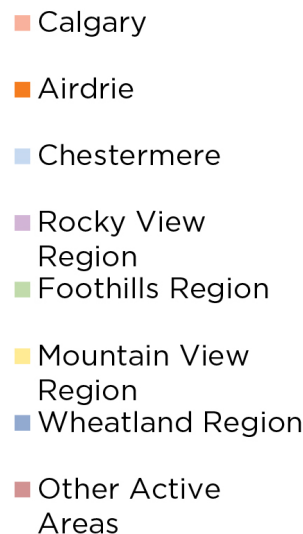 Calgary
Airdrie
Chestermere
Rocky View
Region
Foothills Region
Mountain View
Region
Wheatland Region
Other Active
Areas